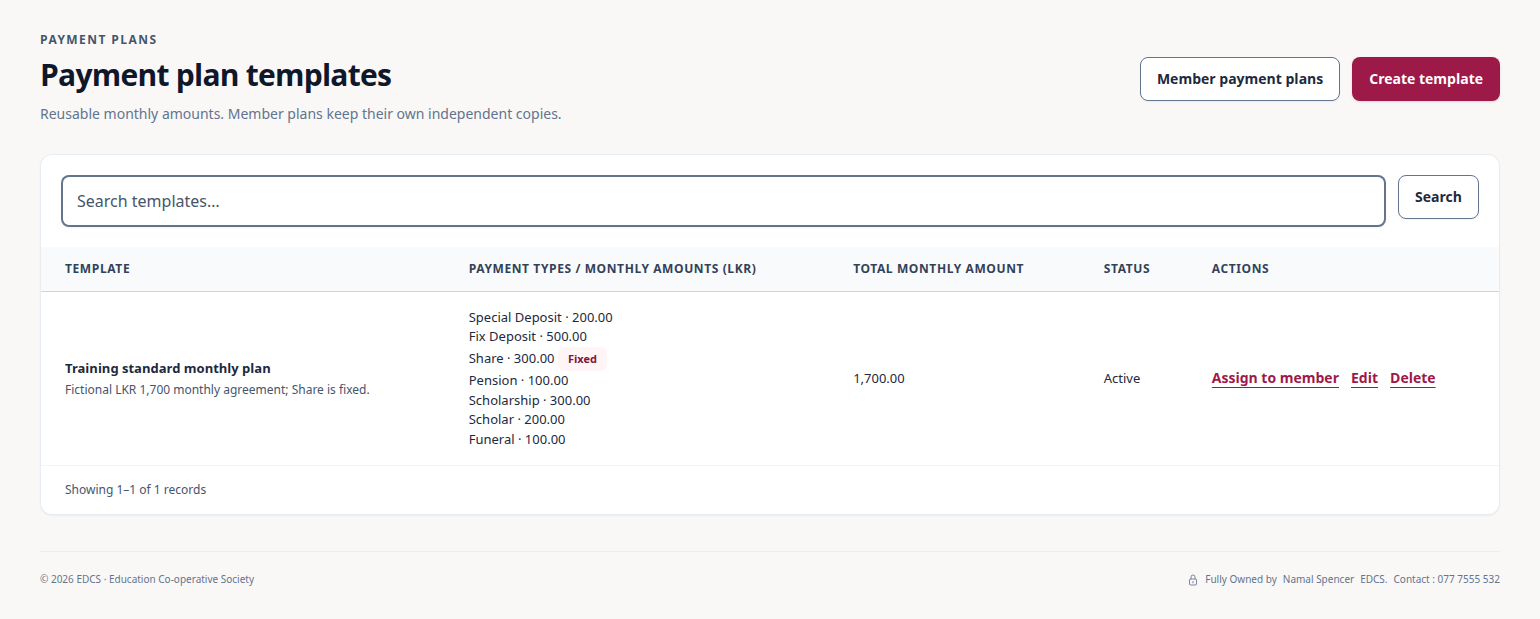 PAYMENT PLANS
Payment plan templates
Reusable monthly amounts. Member plans keep their own independent copies.
Member payment plans
Create template
Search templates...
Search
TEMPLATE
PAYMENT TYPES / MONTHLY AMOUNTS (LKR)
TOTAL MONTHLY AMOUNT
STATUS
ACTIONS
Training standard monthly plan
Fictional LKR 1,700 monthly agreement; Share is fixed.
Special Deposit · 200.00
Fix Deposit · 500.00
Share · 300.00 Fixed
Pension · 100.00
Scholarship · 300.00
Scholar · 200.00
Funeral · 100.00
1,700.00
Active
Assign to member Edit Delete
Showing 1–1 of 1 records
© 2026 EDCS · Education Co-operative Society
Fully Owned by Namal Spencer EDCS. Contact : 077 7555 532